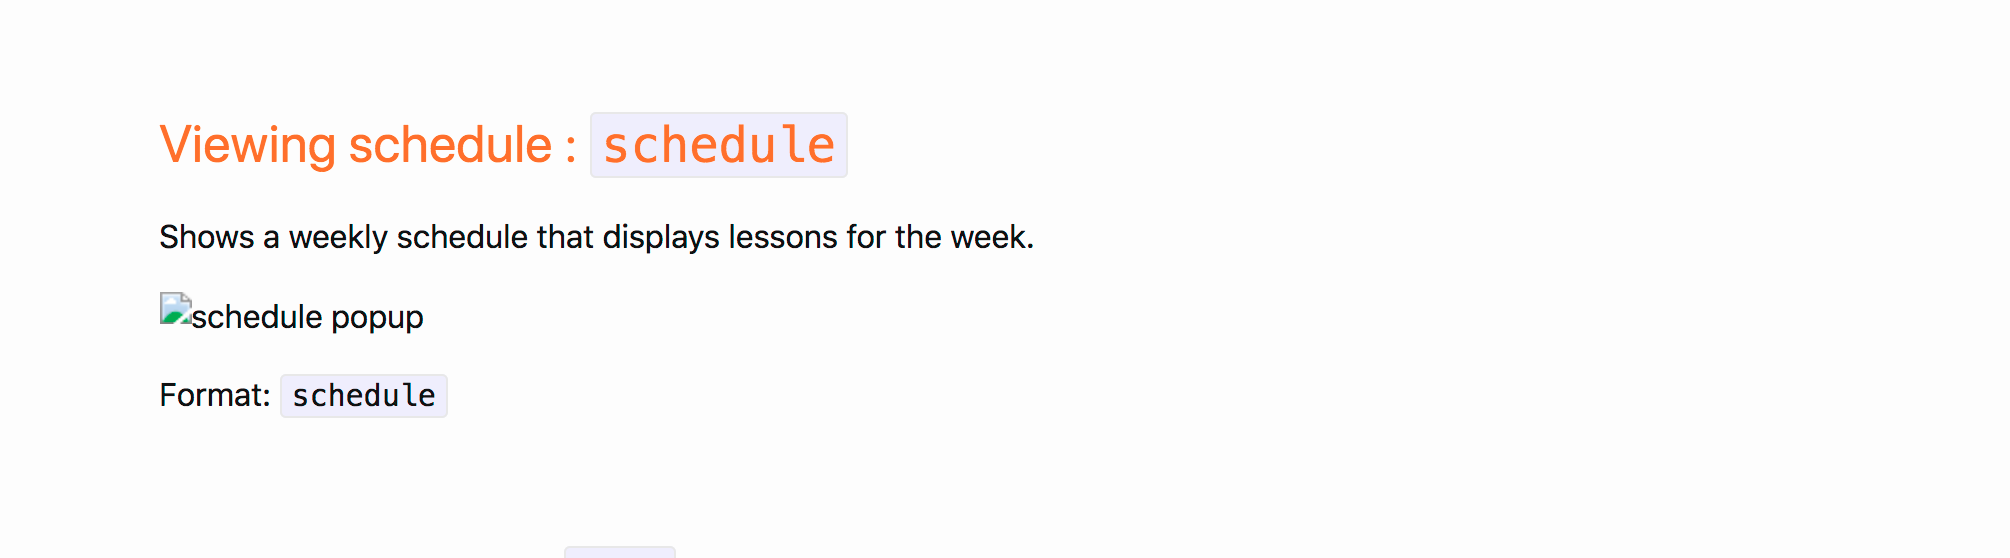 Viewing schedule : schedule
Shows a weekly schedule that displays lessons for the week.
schedule popup
Format: schedule